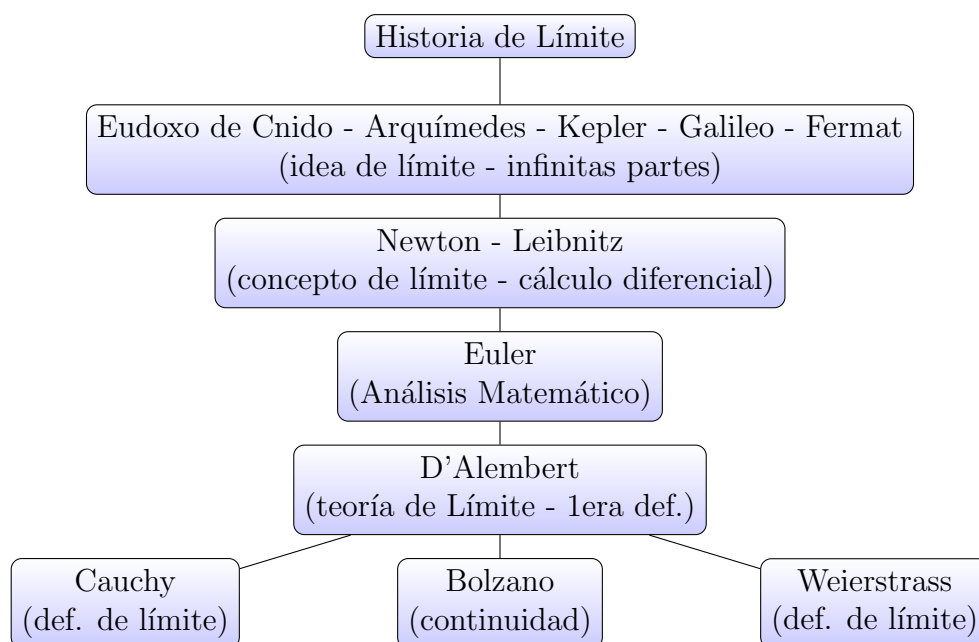 Historia de Límite
Eudoxo de Cnido - Arquímedes - Kepler - Galileo - Fermat
(idea de límite - infinitas partes)
Newton - Leibnitz
(concepto de límite - cálculo diferencial)
Euler
(Análisis Matemático)
D'Alembert
(teoría de Límite - 1era def.)
Cauchy
(def. de límite)
Bolzano
(continuidad)
Weierstrass
(def. de límite)